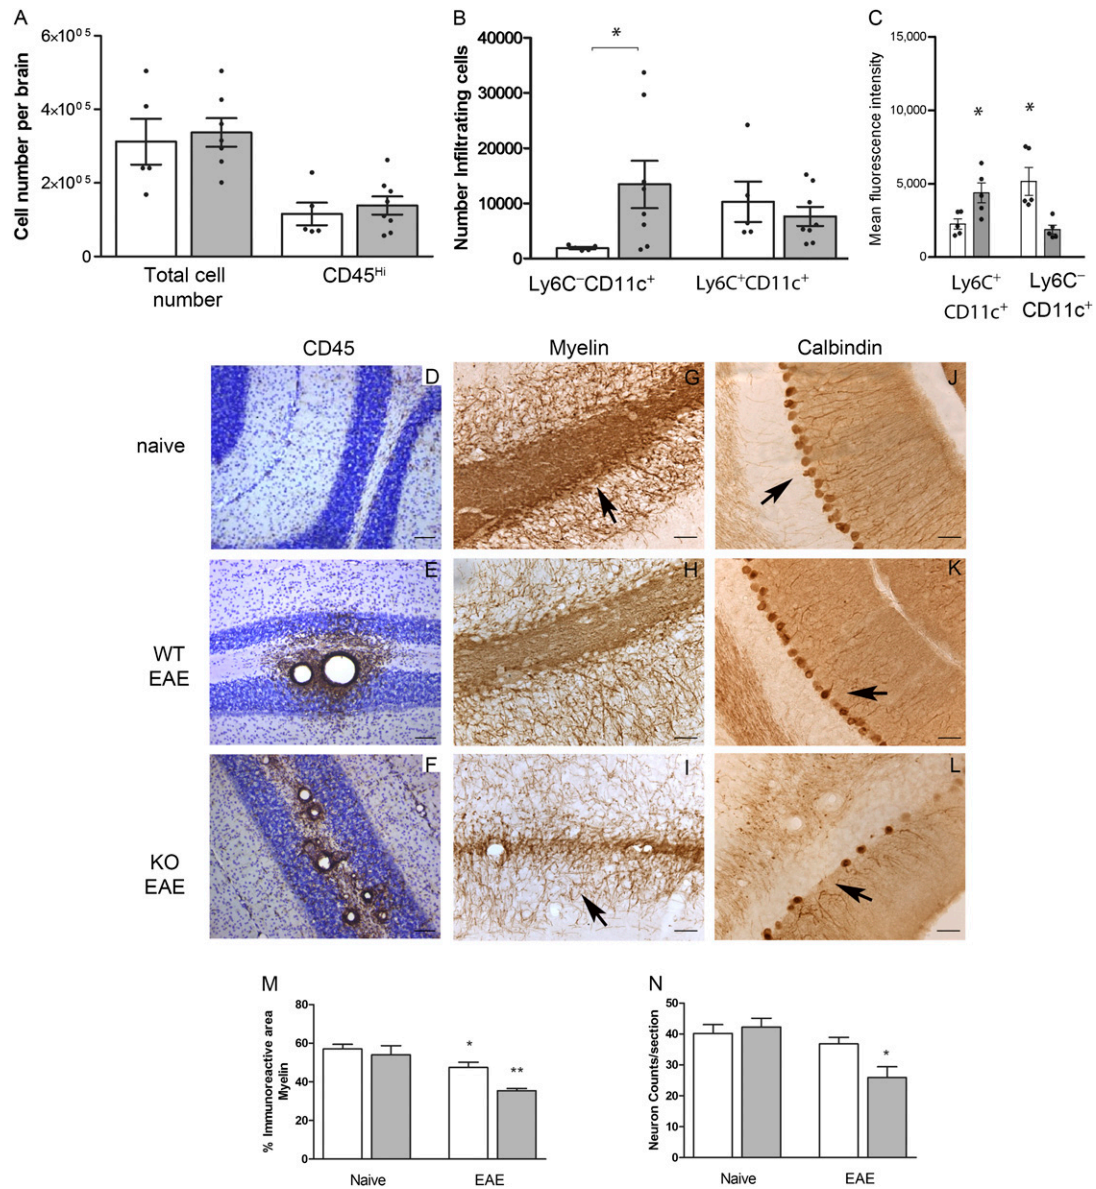 A
Cell number per brain
6×10⁰⁵
4×10⁰⁵
2×10⁰⁵
0
Total cell
number
CD45ᴴⁱ
B
Number Infiltrating cells
40000
30000
20000
10000
0
*
Ly6C⁻CD11c⁺
Ly6C⁺CD11c⁺
C
Mean fluorescence intensity
15,000
10,000
5,000
0
*
*
Ly6C⁺
CD11c⁺
Ly6C⁻
CD11c⁺
CD45
Myelin
Calbindin
naive
D
G
J
WT
EAE
E
H
K
KO
EAE
F
I
L
M
% Immunoreactive area
Myelin
80
60
40
20
0
*
**
Naive
EAE
N
Neuron Counts/section
50
40
30
20
10
0
*
Naive
EAE